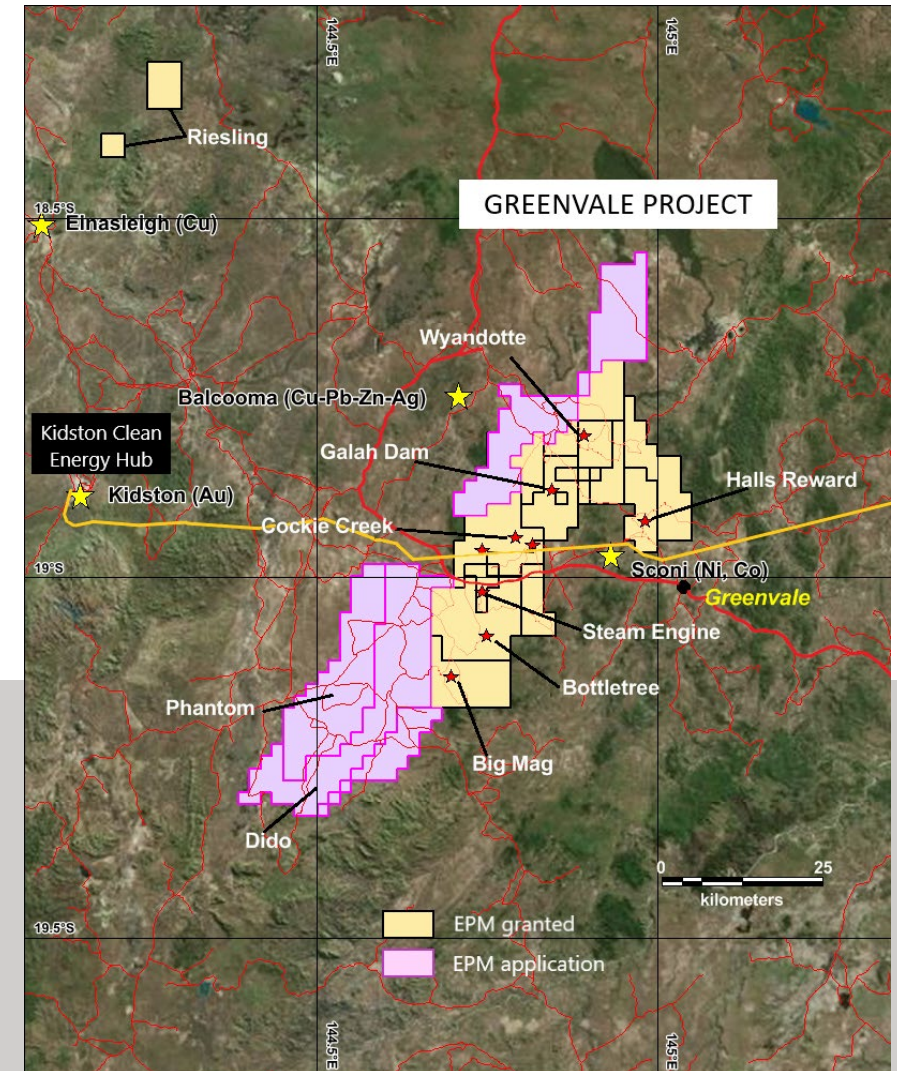 144.5°E
145°E
Riesling
18.5°S
Einasleigh (Cu)
GREENVALE PROJECT
Wyandotte
Balcooma (Cu-Pb-Zn-Ag)
Kidston Clean
Energy Hub
Galah Dam
Halls Reward
Kidston (Au)
Cockie Creek
19°S
Sconi (Ni, Co)
Greenvale
Steam Engine
Bottletree
Phantom
Big Mag
Dido
0 25
kilometers
EPM granted
19.5°S
EPM application
144.5°E
145°E